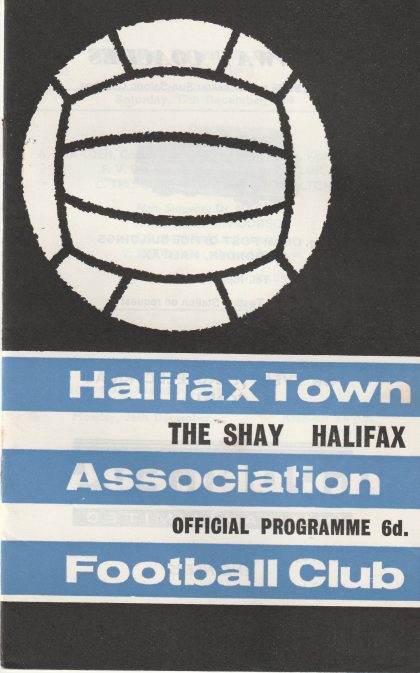 Halifax Town
THE SHAY HALIFAX
Association
OFFICIAL PROGRAMME 6d.
Football Club